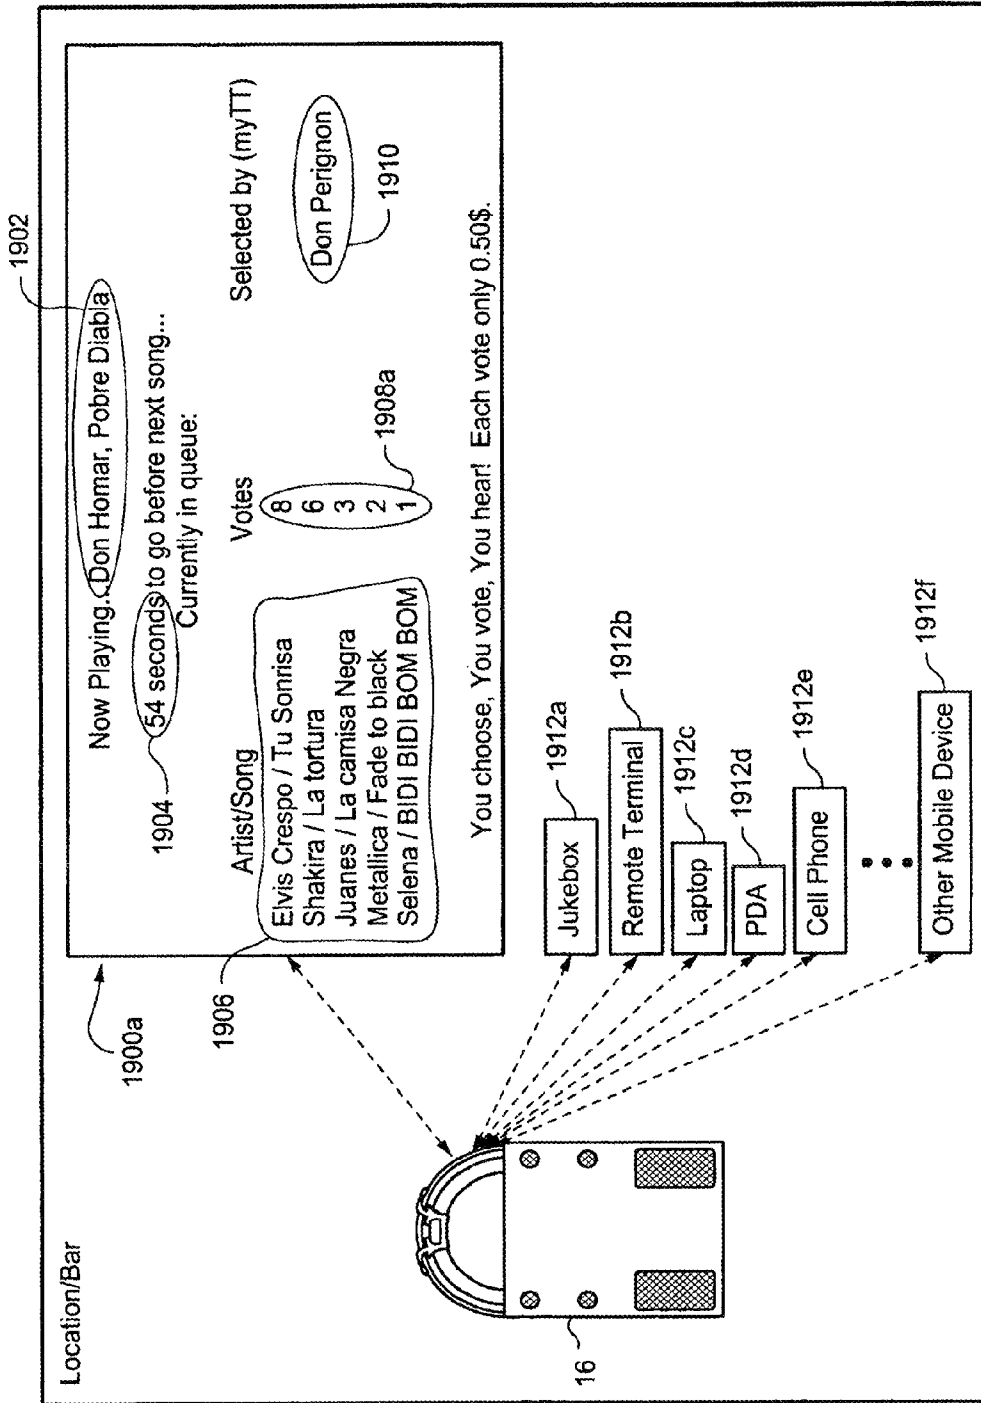 Location/Bar
1900a
1902
Now Playing...Don Homar, Pobre Diabla
1904
54 seconds to go before next song...
Currently in queue:
Artist/Song Votes Selected by (myTT)
Elvis Crespo / Tu Sonrisa 8 Don Perignon
Shakira / La tortura 6
Juanes / La camisa Negra 3
Metallica / Fade to black 2
Selena / BIDI BIDI BOM BOM 1
1906
1908a
1910
You choose, You vote, You hear! Each vote only 0.50$.
16
Jukebox 1912a
Remote Terminal 1912b
Laptop 1912c
PDA 1912d
Cell Phone 1912e
Other Mobile Device 1912f